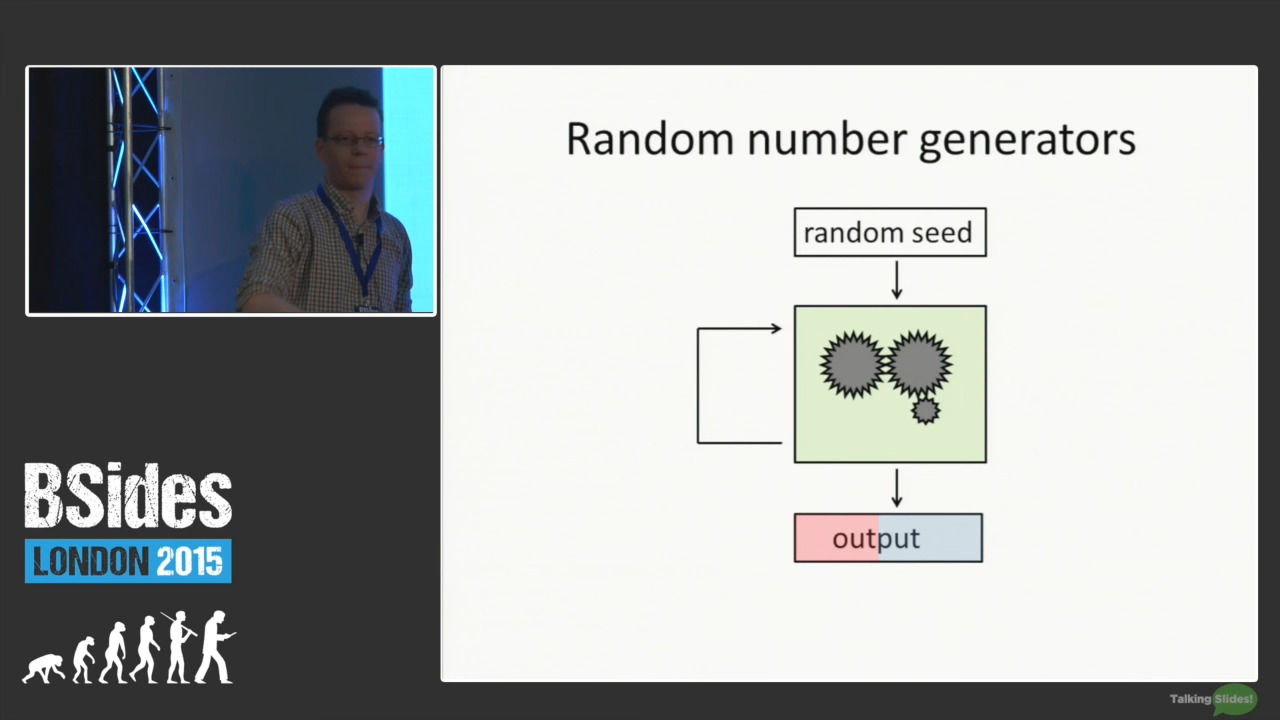 Random number generators
random seed
output
BSides
LONDON 2015
Talking Slides!